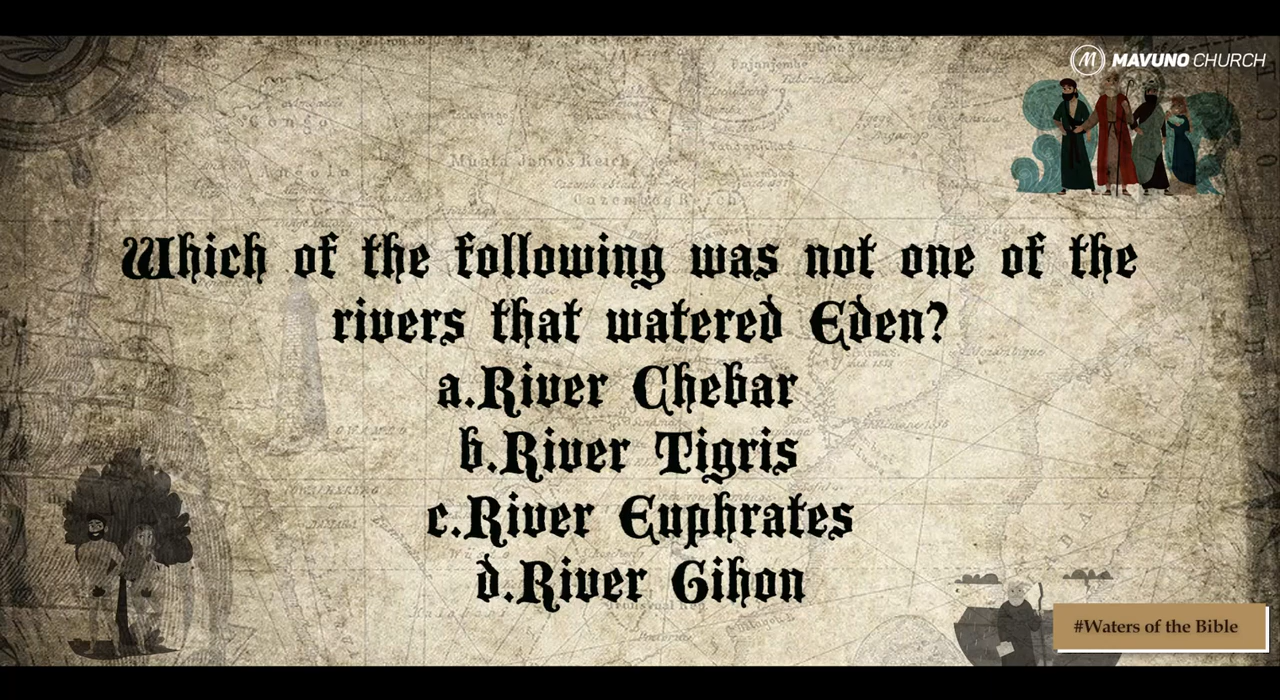 MAVUNO CHURCH
Which of the following was not one of the
rivers that watered Eden?
a.River Chebar
b.River Tigris
c.River Euphrates
d.River Gihon
#Waters of the Bible